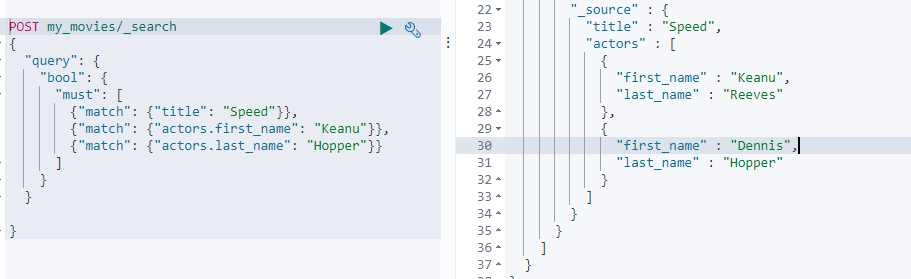 POST my_movies/_search
{
  "query": {
    "bool": {
      "must": [
        {"match": {"title": "Speed"}},
        {"match": {"actors.first_name": "Keanu"}},
        {"match": {"actors.last_name": "Hopper"}}
      ]
    }
  }
}
22 "_source" : {
23 "title" : "Speed",
24 "actors" : [
25 {
26 "first_name" : "Keanu",
27 "last_name" : "Reeves"
28 },
29 {
30 "first_name" : "Dennis",
31 "last_name" : "Hopper"
32 }
33 ]
34 }
35 }
36 ]
37 }